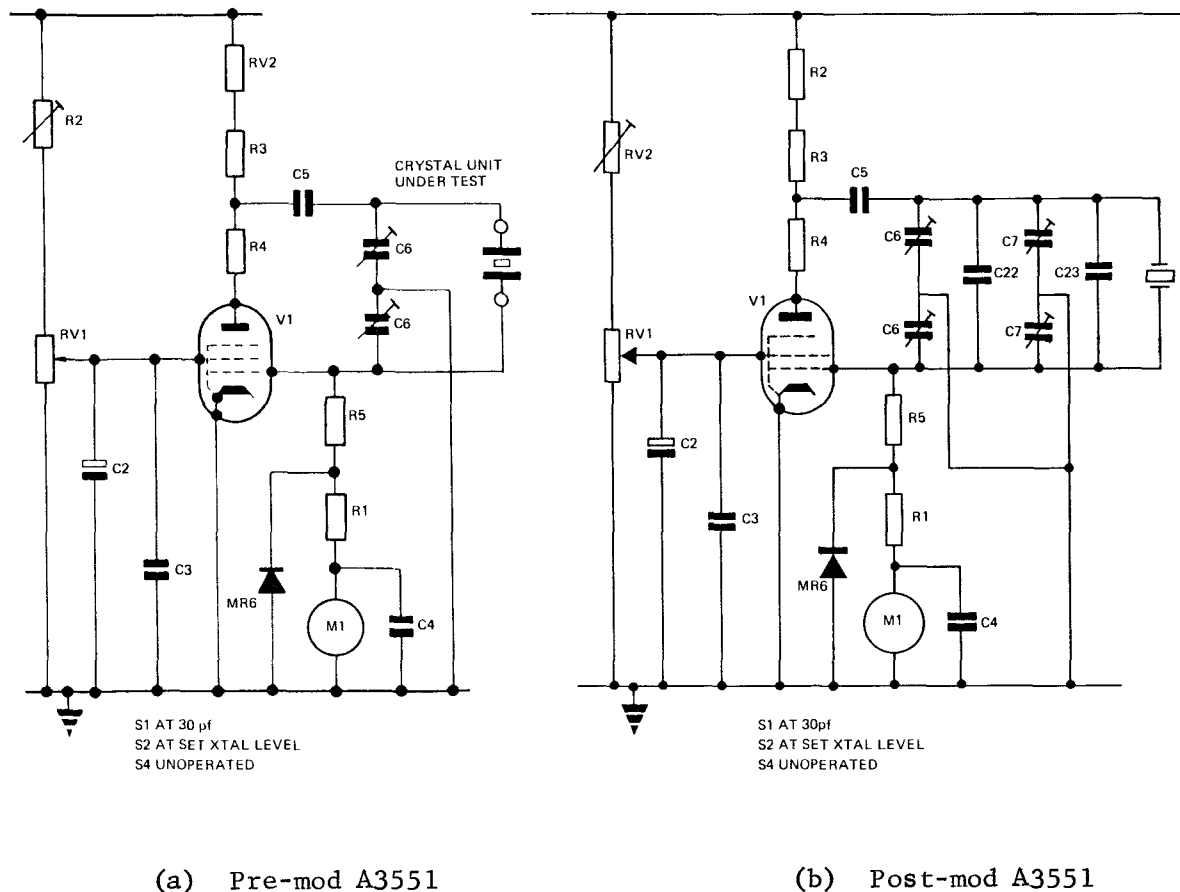 RV2
R2
R3
CRYSTAL UNIT
UNDER TEST
C5
R4
C6
V1
C6
RV1
R5
C2
R1
C3
MR6
M1
C4
S1 AT 30 pf
S2 AT SET XTAL LEVEL
S4 UNOPERATED
(a) Pre-mod A3551
R2
RV2
R3
C5
R4
C6
C7
C22
C23
V1
C6
C7
RV1
R5
C2
R1
C3
MR6
M1
C4
S1 AT 30pf
S2 AT SET XTAL LEVEL
S4 UNOPERATED
(b) Post-mod A3551